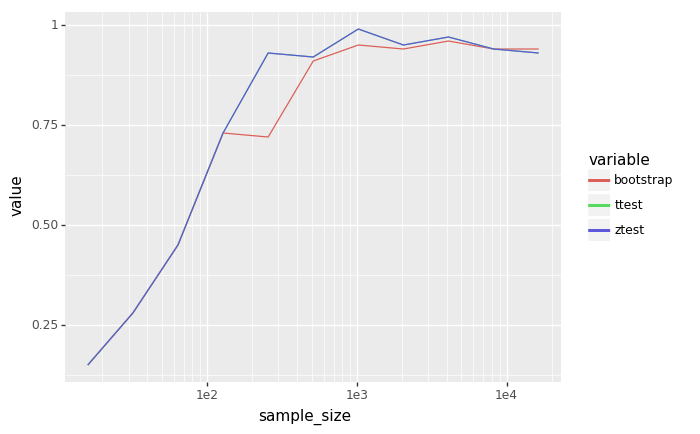 1
0.75
0.50
0.25
value
1e2
1e3
1e4
sample_size
variable
bootstrap
ttest
ztest